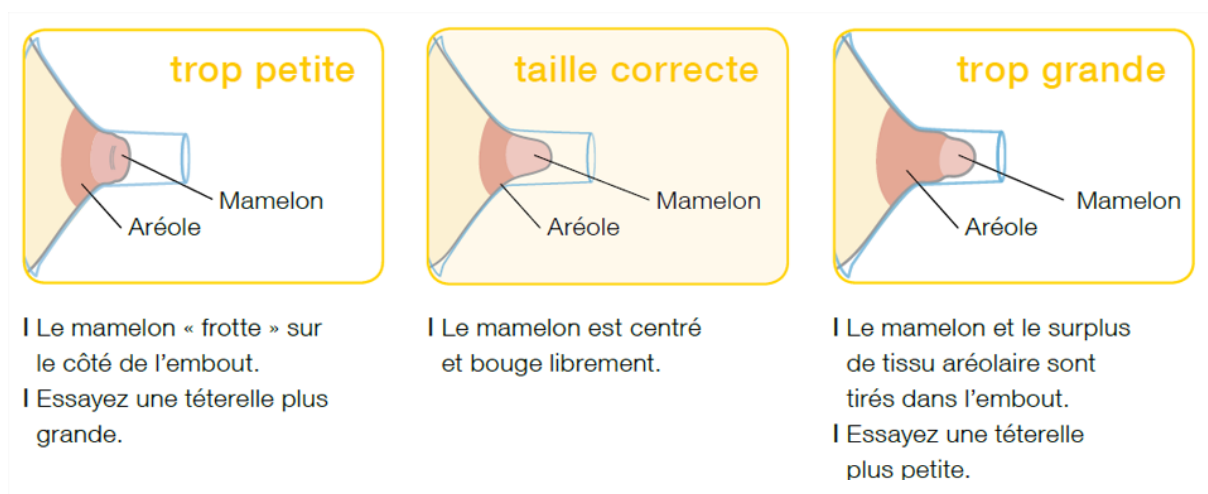 trop petite
Mamelon
Aréole
I Le mamelon « frotte » sur
le côté de l'embout.
I Essayez une téterelle plus
grande.
taille correcte
Mamelon
Aréole
I Le mamelon est centré
et bouge librement.
trop grande
Mamelon
Aréole
I Le mamelon et le surplus
de tissu aréolaire sont
tirés dans l'embout.
I Essayez une téterelle
plus petite.